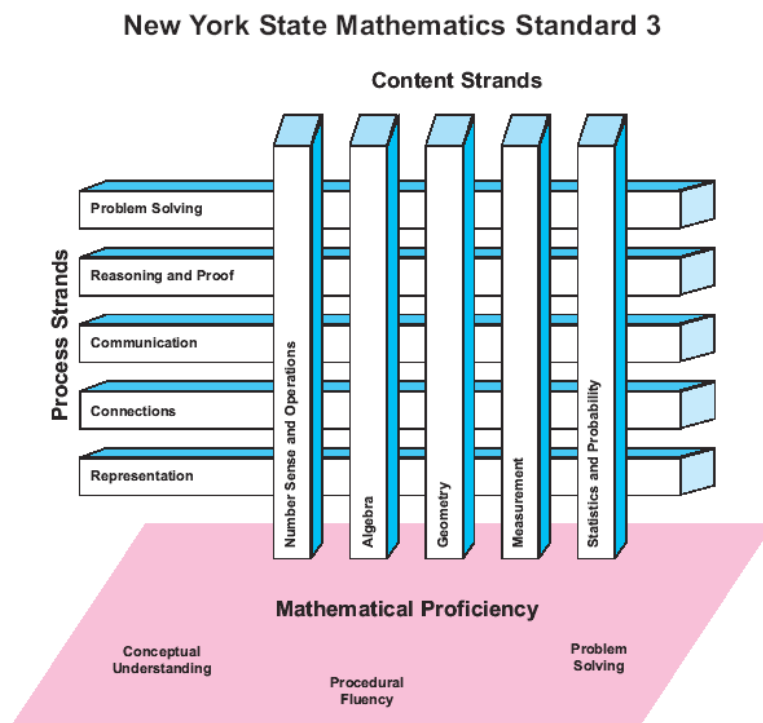 New York State Mathematics Standard 3
Content Strands
Process Strands
Problem Solving
Reasoning and Proof
Communication
Connections
Representation
Number Sense and Operations
Algebra
Geometry
Measurement
Statistics and Probability
Mathematical Proficiency
Conceptual
Understanding
Procedural
Fluency
Problem
Solving